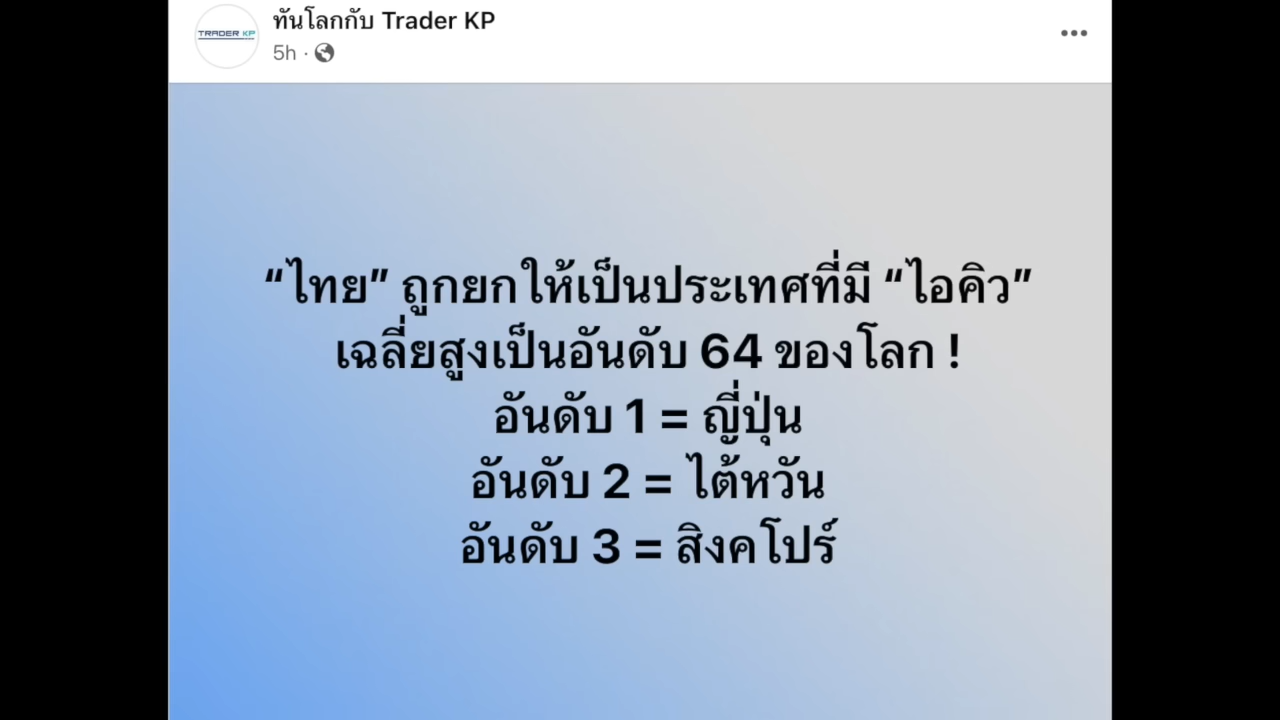 ทันโลกกับ Trader KP
TRADER KP
5h ·
“ไทย” ถูกยกให้เป็นประเทศที่มี “ไอคิว”
เฉลี่ยสูงเป็นอันดับ 64 ของโลก !
อันดับ 1 = ญี่ปุ่น
อันดับ 2 = ไต้หวัน
อันดับ 3 = สิงคโปร์